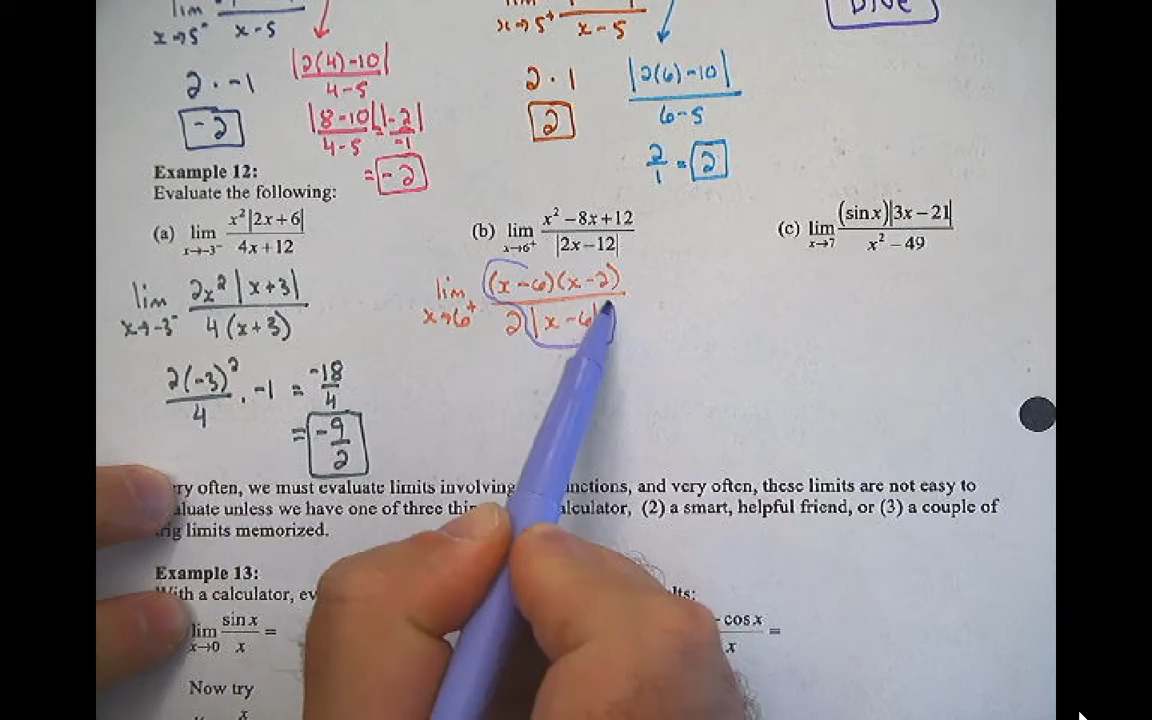 lim
x→5⁻ x-5
lim
x→5⁺ x-5
DNE
|2(4)-10|
4-5
|2(6)-10|
6-5
2 · -1
2 · 1
-2
2
|8-10| = |-2|
4-5 -1
= -2
2/1 = 2
Example 12:
Evaluate the following:
(a) lim x→-3⁻ x²|2x+6| / 4x+12
(b) lim x→6⁺ x²-8x+12 / |2x-12|
(c) lim x→7 (sin x)|3x-21| / x²-49
lim x→-3⁻ 2x²|x+3| / 4(x+3)
lim x→6⁺ (x-6)(x-2) / 2|x-6|
2(-3)²/4 · -1 = -18/4
= -9/2
ry often, we must evaluate limits involving nctions, and very often, these limits are not easy to
aluate unless we have one of three thi alculator, (2) a smart, helpful friend, or (3) a couple of
ig limits memorized.
Example 13:
With a calculator, ev lts:
lim x→0 sin x / x =
- cos x / x =
Now try
x